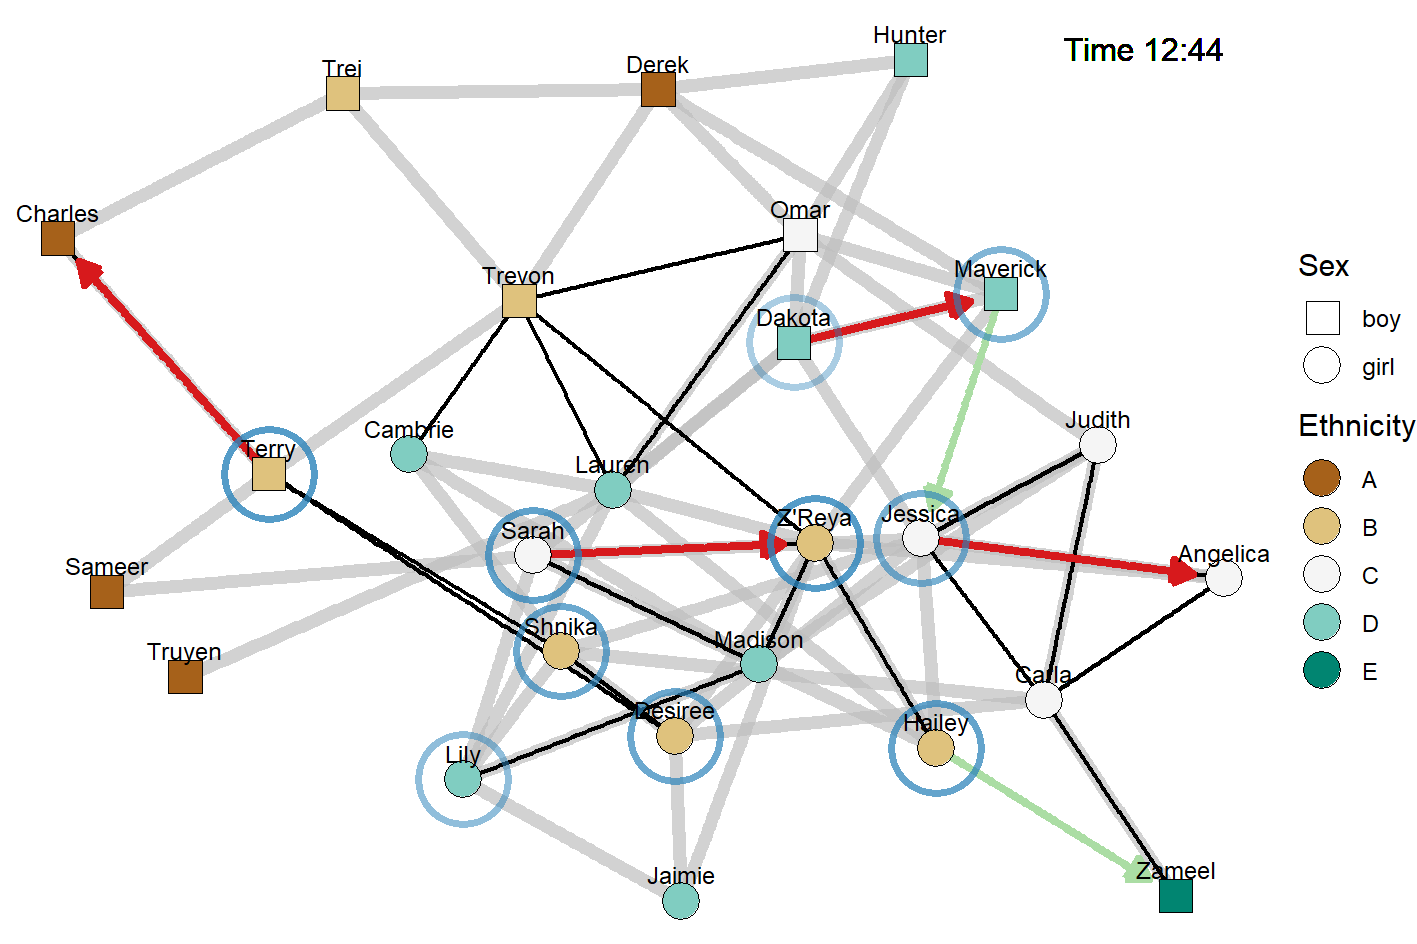 Hunter
Time 12:44
Trei
Derek
Charles
Omar
Trevon
Maverick
Dakota
Sex
boy
girl
Judith
Cambrie
Terry
Lauren
Ethnicity
A
B
C
D
E
Sarah
Z'Reya
Jessica
Angelica
Sameer
Shnika
Madison
Truyen
Carla
Desiree
Hailey
Lily
Jaimie
Zameel